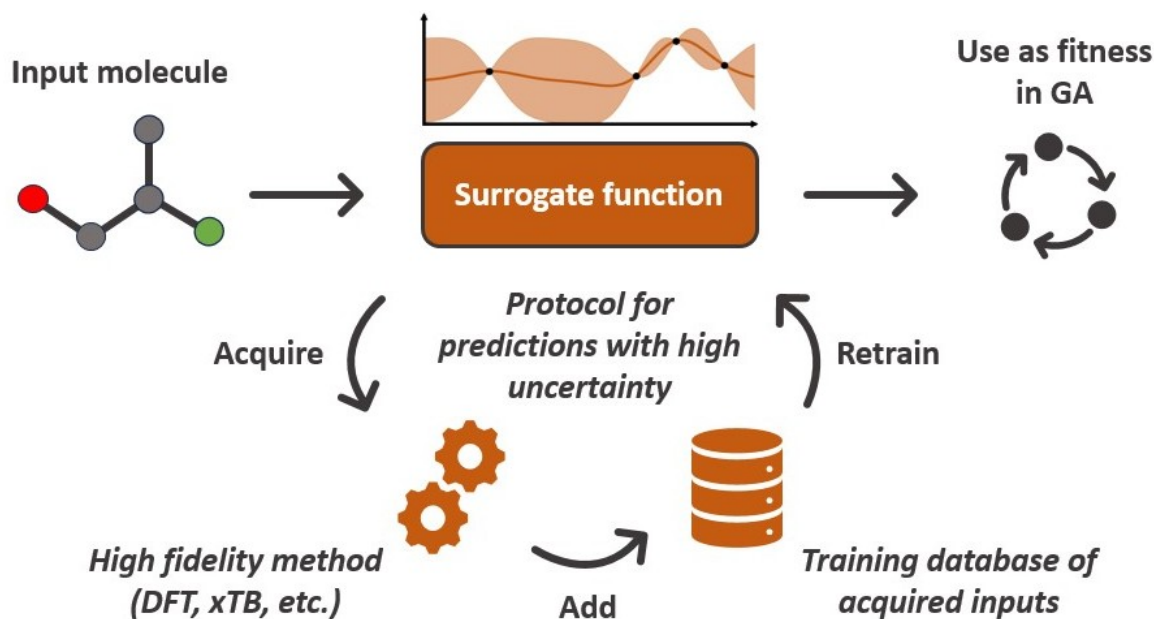 Input molecule
Use as fitness
in GA
Surrogate function
Protocol for
predictions with high
uncertainty
Acquire
Retrain
High fidelity method
(DFT, xTB, etc.)
Add
Training database of
acquired inputs